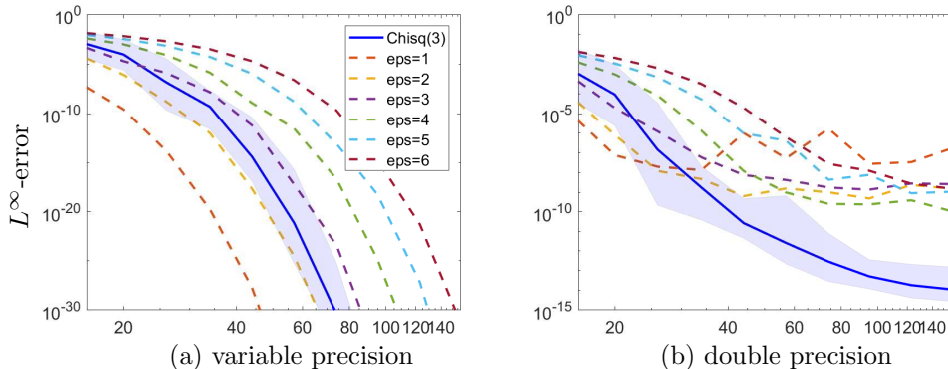 10^0
10^-10
10^-20
10^-30
L^∞-error
20 40 60 80 100 120 140
Chisq(3)
eps=1
eps=2
eps=3
eps=4
eps=5
eps=6
(a) variable precision
10^0
10^-5
10^-10
10^-15
20 40 60 80 100 120 140
(b) double precision